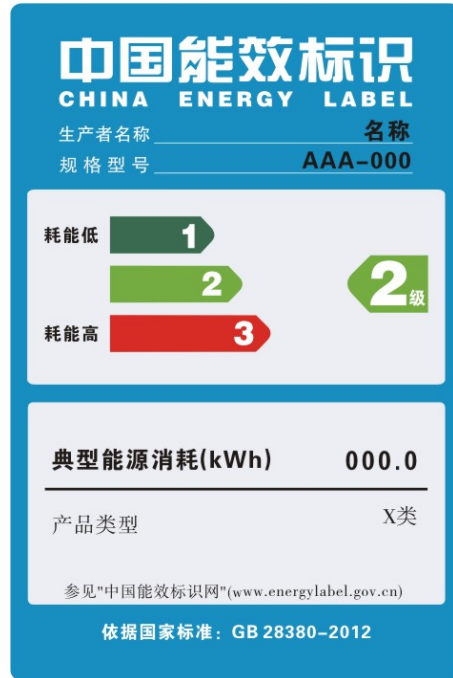 中国能效标识
CHINA ENERGY LABEL
生产者名称 名称
规格型号 AAA-000
耗能低 1
2 2级
耗能高 3
典型能源消耗(kWh) 000.0
产品类型 X类
参见"中国能效标识网"(www.energylabel.gov.cn)
依据国家标准：GB 28380-2012